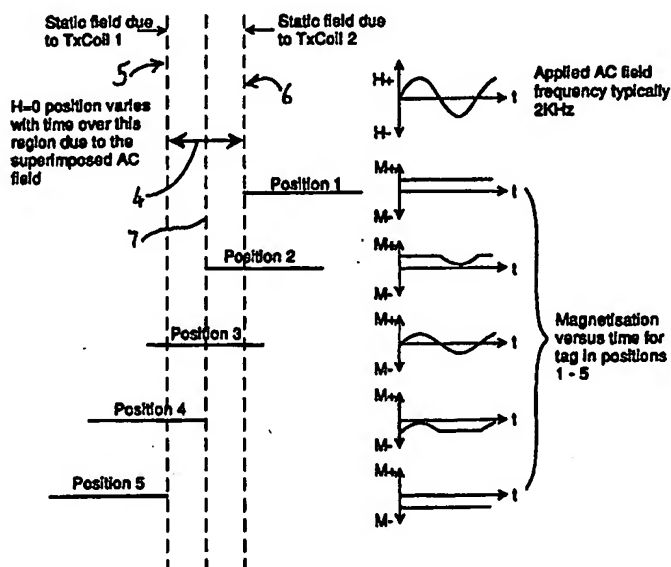 Static field due
to TxCoil 1
Static field due
to TxCoil 2
5
6
H=0 position varies
with time over this
region due to the
superimposed AC
field
4
7
H+
H-
t
Applied AC field
frequency typically
2KHz
Position 1
M+
M-
t
Position 2
M+
M-
t
Position 3
M+
M-
t
Position 4
M+
M-
t
Position 5
M+
M-
t
Magnetisation
versus time for
tag in positions
1 - 5